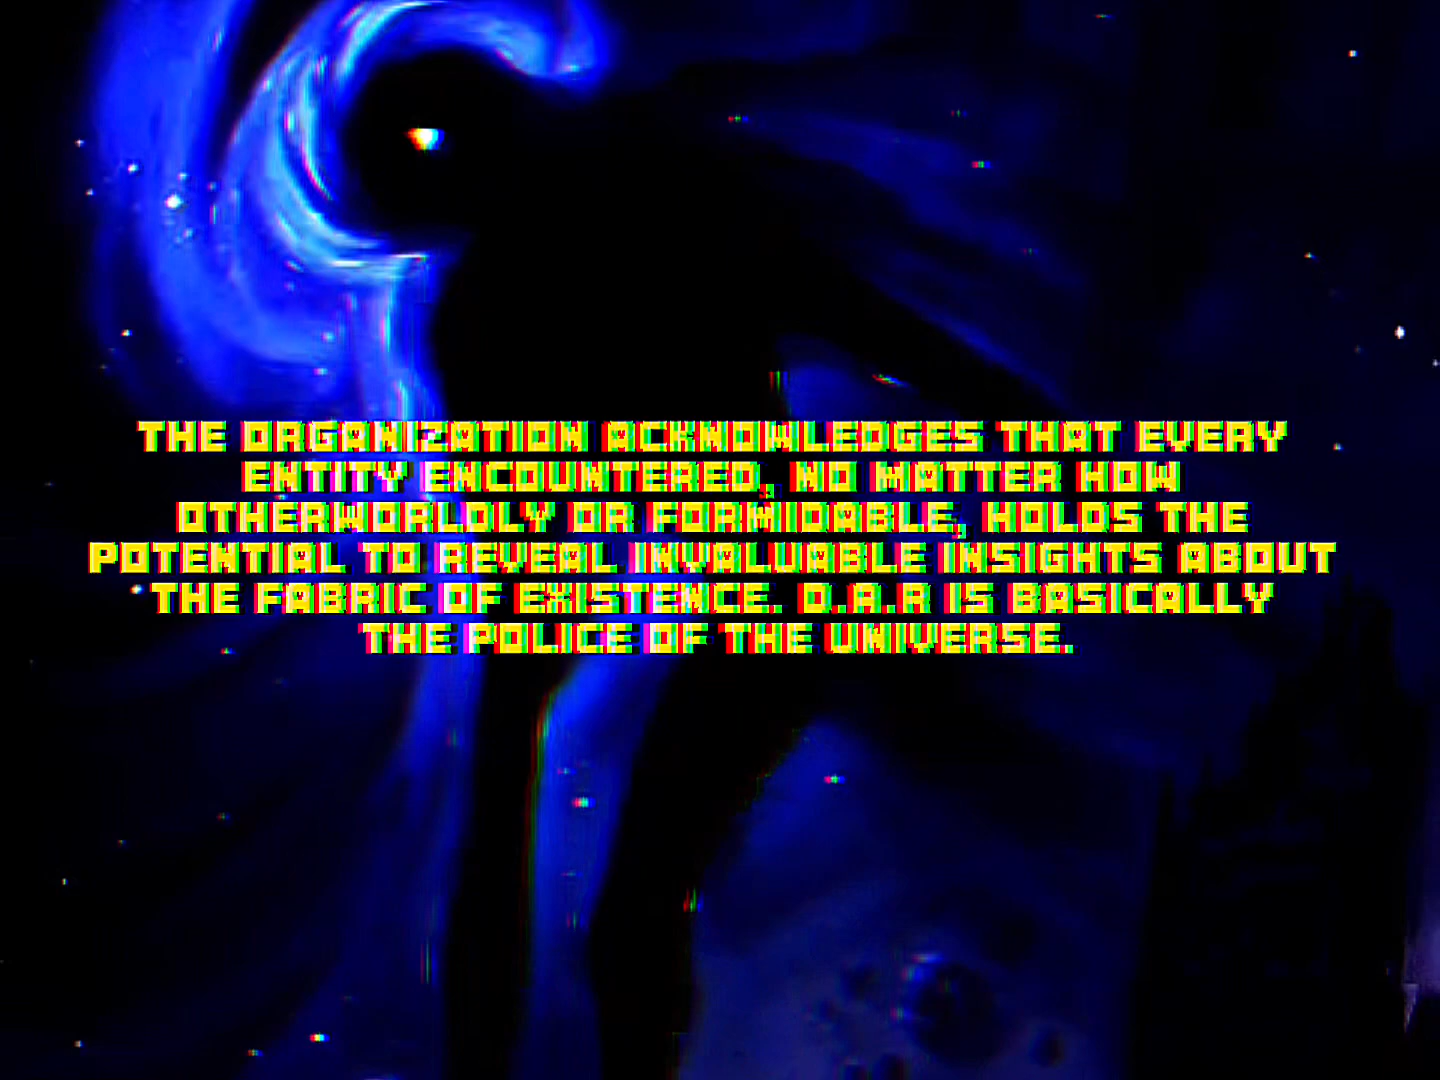 THE ORGANIZATION ACKNOWLEDGES THAT EVERY
ENTITY ENCOUNTERED, NO MATTER HOW
OTHERWORLDLY OR FORMIDABLE, HOLDS THE
POTENTIAL TO REVEAL INVALUABLE INSIGHTS ABOUT
THE FABRIC OF EXISTENCE. D.A.R IS BASICALLY
THE POLICE OF THE UNIVERSE.